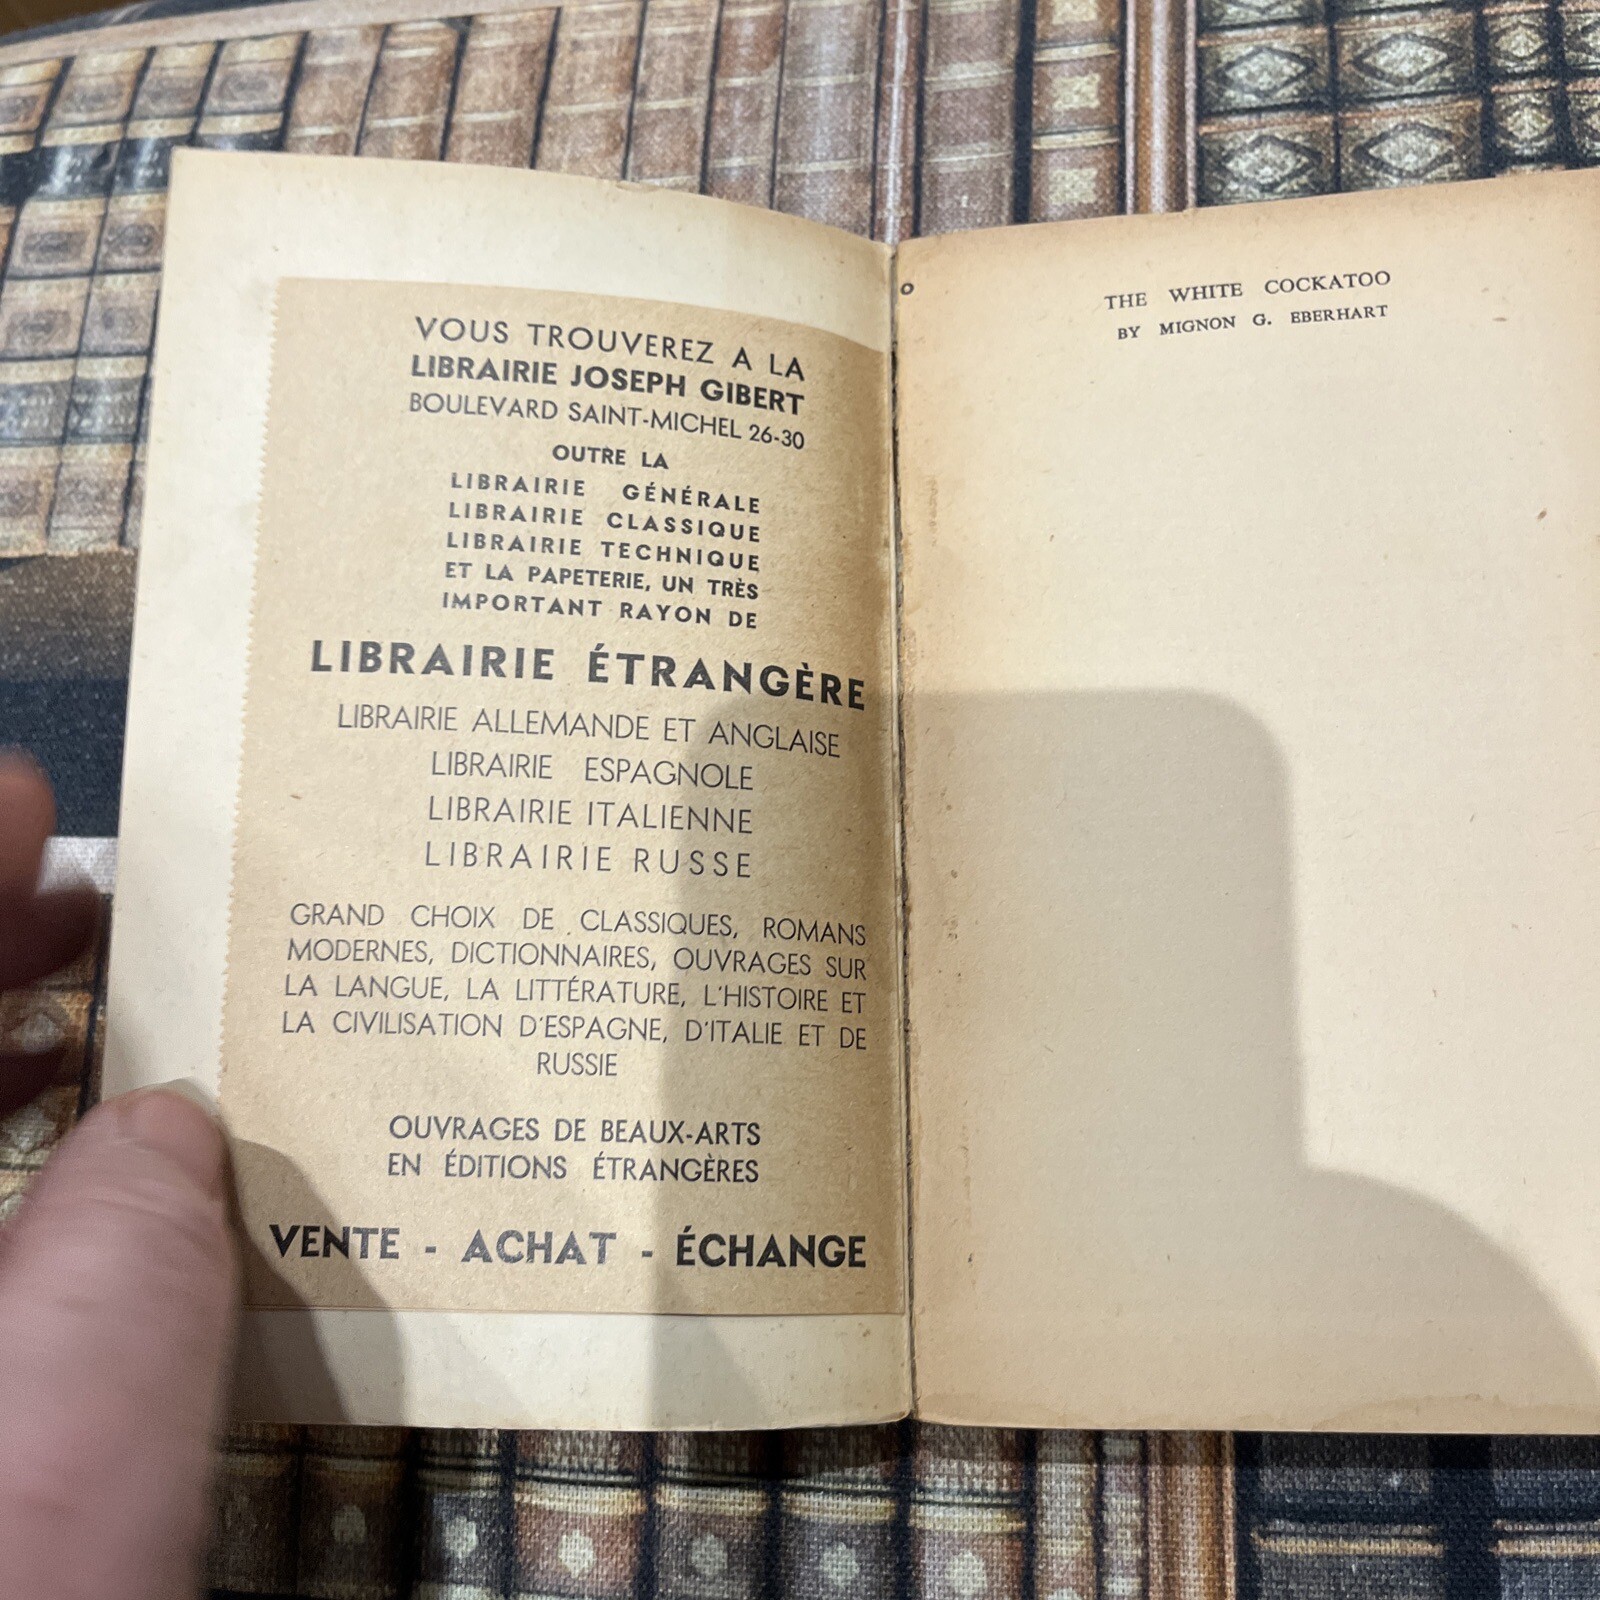 VOUS TROUVEREZ A LA
LIBRAIRIE JOSEPH GIBERT
BOULEVARD SAINT-MICHEL 26-30
OUTRE LA
LIBRAIRIE GÉNÉRALE
LIBRAIRIE CLASSIQUE
LIBRAIRIE TECHNIQUE
ET LA PAPETERIE, UN TRÈS
IMPORTANT RAYON DE
LIBRAIRIE ÉTRANGÈRE
LIBRAIRIE ALLEMANDE ET ANGLAISE
LIBRAIRIE ESPAGNOLE
LIBRAIRIE ITALIENNE
LIBRAIRIE RUSSE
GRAND CHOIX DE CLASSIQUES, ROMANS
MODERNES, DICTIONNAIRES, OUVRAGES SUR
LA LANGUE, LA LITTÉRATURE, L'HISTOIRE ET
LA CIVILISATION D'ESPAGNE, D'ITALIE ET DE
RUSSIE
OUVRAGES DE BEAUX-ARTS
EN ÉDITIONS ÉTRANGÈRES
VENTE - ACHAT - ÉCHANGE
THE WHITE COCKATOO
BY MIGNON G. EBERHART